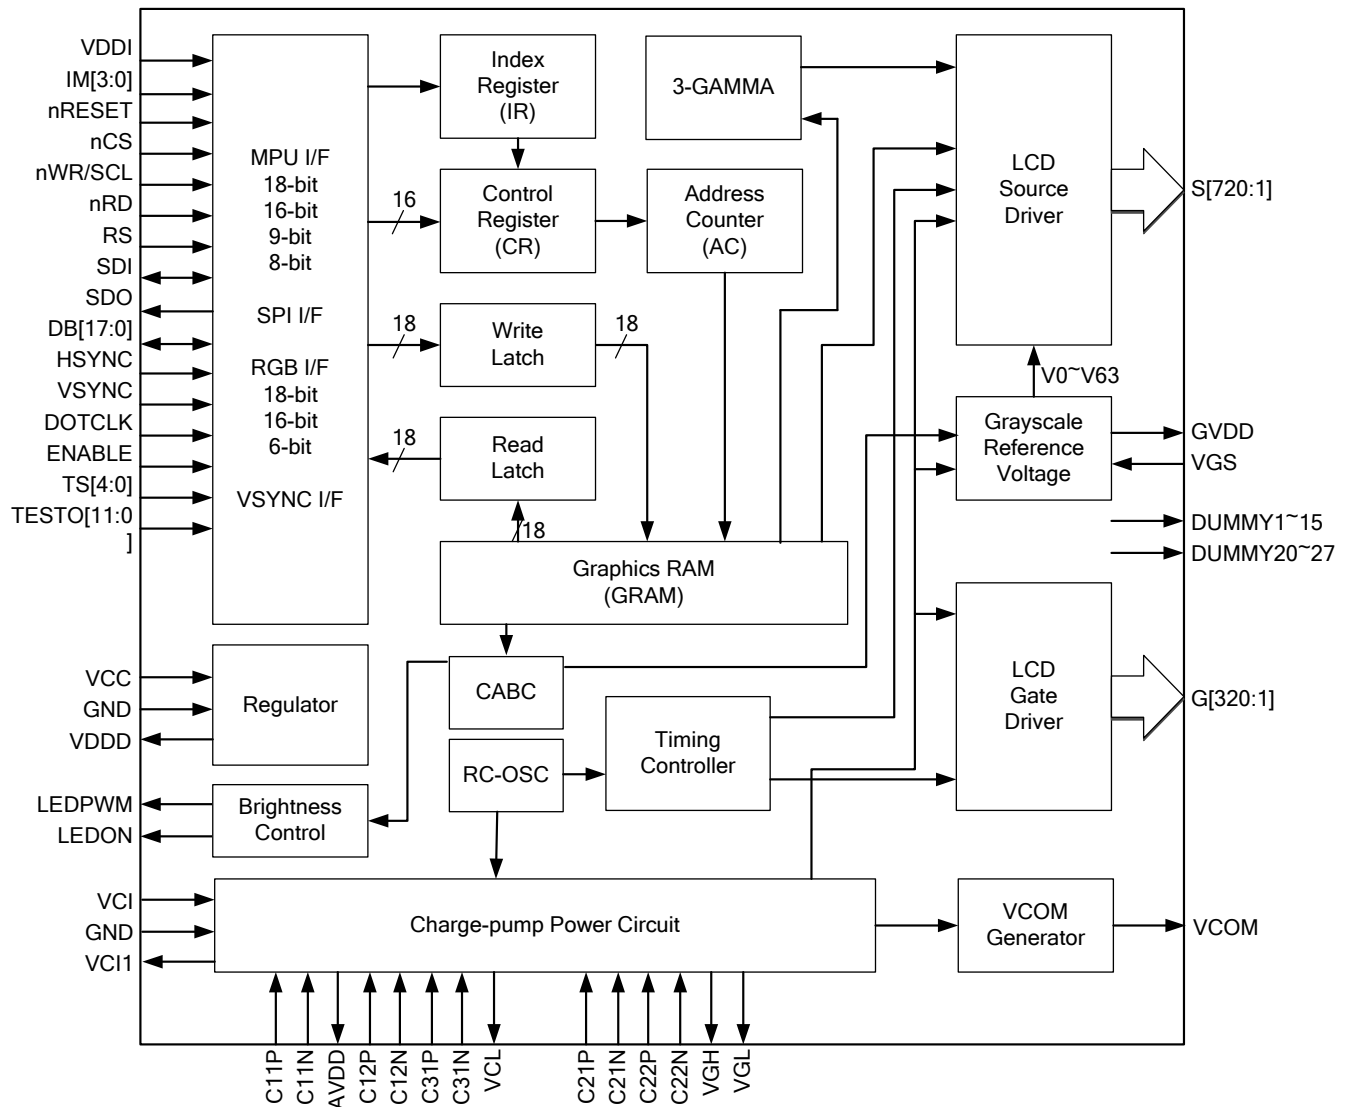 VDDI
IM[3:0]
nRESET
nCS
nWR/SCL
nRD
RS
SDI
SDO
DB[17:0]
HSYNC
VSYNC
DOTCLK
ENABLE
TS[4:0]
TESTO[11:0
]
MPU I/F
18-bit
16-bit
9-bit
8-bit
SPI I/F
RGB I/F
18-bit
16-bit
6-bit
VSYNC I/F
Index
Register
(IR)
16
Control
Register
(CR)
Address
Counter
(AC)
3-GAMMA
18
Write
Latch
18
18
Read
Latch
18
Graphics RAM
(GRAM)
LCD
Source
Driver
S[720:1]
V0~V63
Grayscale
Reference
Voltage
GVDD
VGS
DUMMY1~15
DUMMY20~27
LCD
Gate
Driver
G[320:1]
VCC
GND
VDDD
Regulator
CABC
RC-OSC
Timing
Controller
LEDPWM
LEDON
Brightness
Control
VCI
GND
VCI1
Charge-pump Power Circuit
VCOM
Generator
VCOM
C11P
C11N
AVDD
C12P
C12N
C31P
C31N
VCL
C21P
C21N
C22P
C22N
VGH
VGL